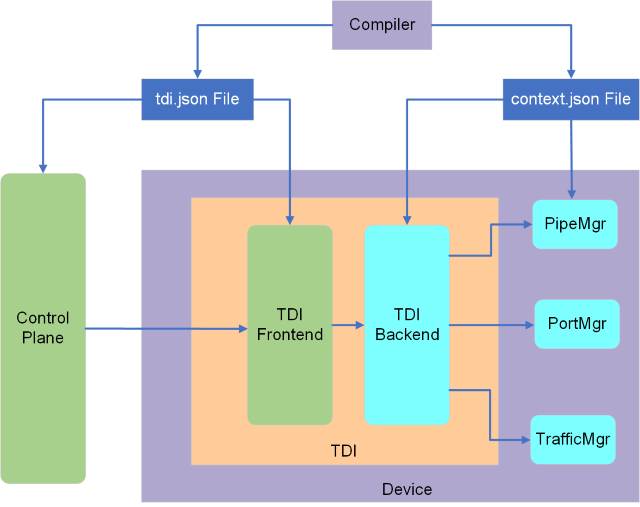 Compiler
tdi.json File
context.json File
PipeMgr
Control
Plane
TDI
Frontend
TDI
Backend
PortMgr
TrafficMgr
TDI
Device